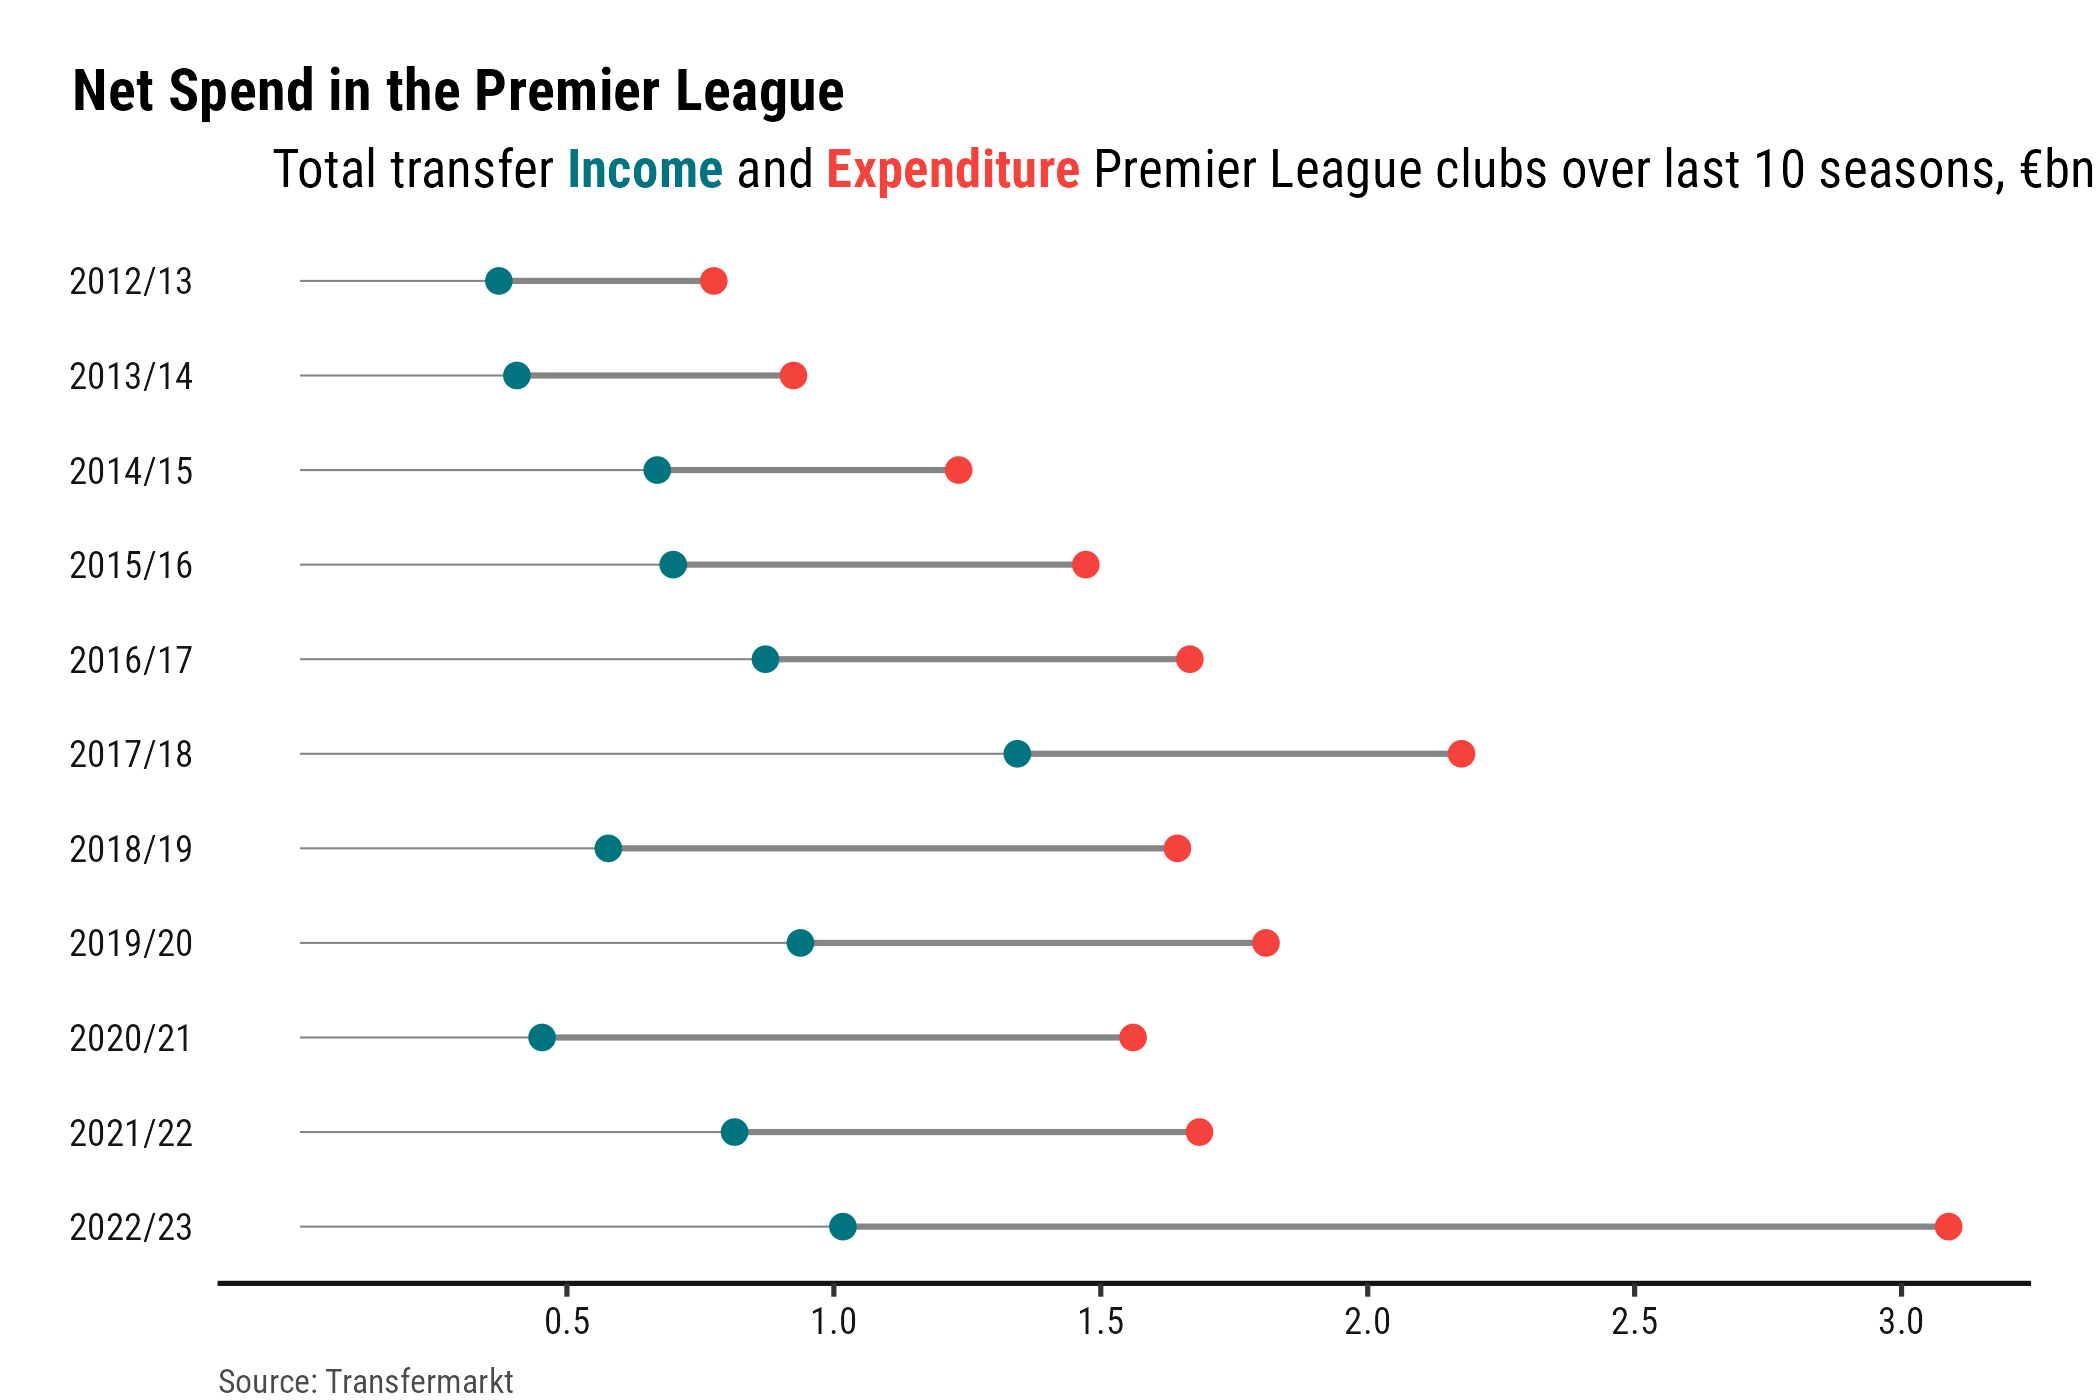 Net Spend in the Premier League
Total transfer Income and Expenditure Premier League clubs over last 10 seasons, €bn
2012/13
2013/14
2014/15
2015/16
2016/17
2017/18
2018/19
2019/20
2020/21
2021/22
2022/23
0.5 1.0 1.5 2.0 2.5 3.0
Source: Transfermarkt